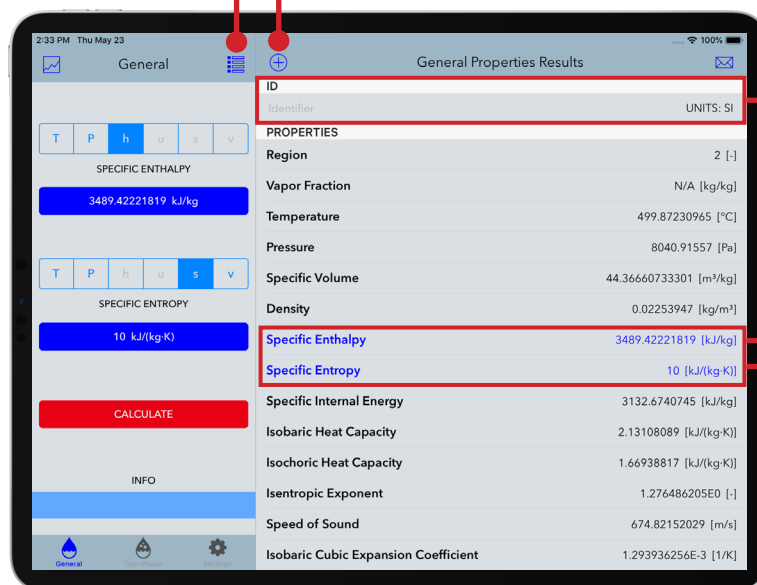 2:33 PM Thu May 23
100%
General
General Properties Results
ID
Identifier
UNITS: SI
T P h u s v
SPECIFIC ENTHALPY
3489.42221819 kJ/kg
T P h u s v
SPECIFIC ENTROPY
10 kJ/(kg·K)
CALCULATE
INFO
General
Saturation
Settings
PROPERTIES
Region 2 [-]
Vapor Fraction N/A [kg/kg]
Temperature 499.87230965 [°C]
Pressure 8040.91557 [Pa]
Specific Volume 44.36660733301 [m³/kg]
Density 0.02253947 [kg/m³]
Specific Enthalpy 3489.42221819 [kJ/kg]
Specific Entropy 10 [kJ/(kg·K)]
Specific Internal Energy 3132.6740745 [kJ/kg]
Isobaric Heat Capacity 2.13108089 [kJ/(kg·K)]
Isochoric Heat Capacity 1.66938817 [kJ/(kg·K)]
Isentropic Exponent 1.276486205E0 [-]
Speed of Sound 674.82152029 [m/s]
Isobaric Cubic Expansion Coefficient 1.293936256E-3 [1/K]